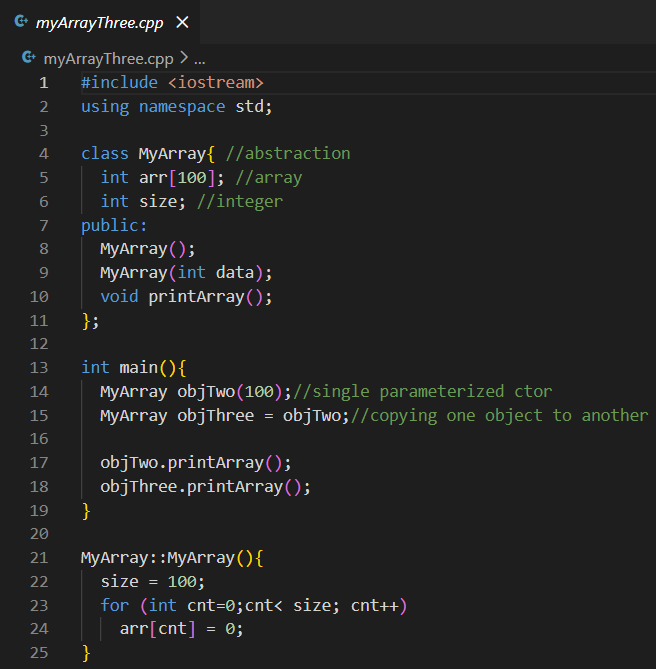 myArrayThree.cpp ×
myArrayThree.cpp > ...
1 #include <iostream>
2 using namespace std;
3
4 class MyArray{ //abstraction
5   int arr[100]; //array
6   int size; //integer
7 public:
8   MyArray();
9   MyArray(int data);
10   void printArray();
11 };
12
13 int main(){
14   MyArray objTwo(100);//single parameterized ctor
15   MyArray objThree = objTwo;//copying one object to another
16
17   objTwo.printArray();
18   objThree.printArray();
19 }
20
21 MyArray::MyArray(){
22   size = 100;
23   for (int cnt=0;cnt< size; cnt++)
24     arr[cnt] = 0;
25 }